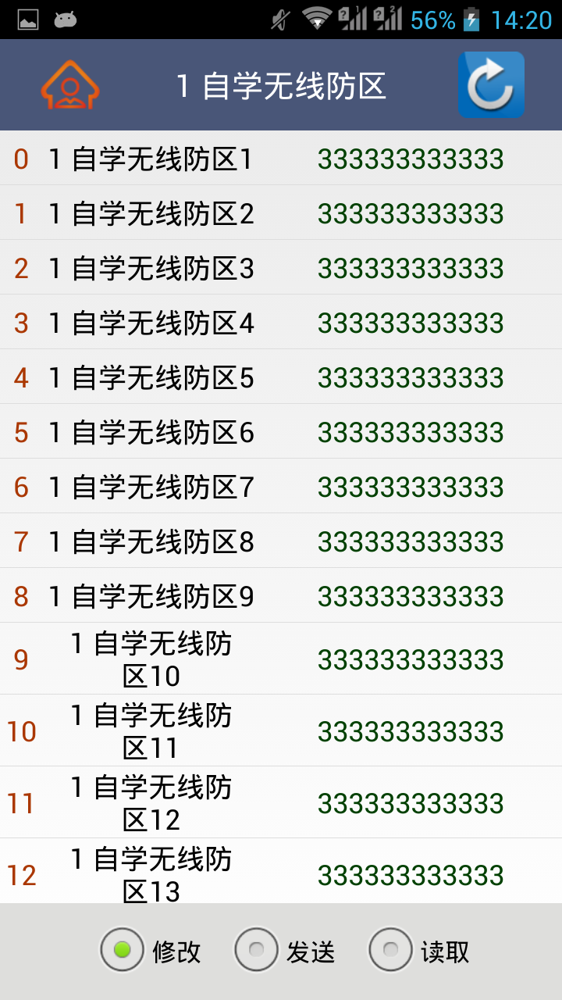 56% 14:20
1 自学无线防区
0 1 自学无线防区1 333333333333
1 1 自学无线防区2 333333333333
2 1 自学无线防区3 333333333333
3 1 自学无线防区4 333333333333
4 1 自学无线防区5 333333333333
5 1 自学无线防区6 333333333333
6 1 自学无线防区7 333333333333
7 1 自学无线防区8 333333333333
8 1 自学无线防区9 333333333333
9 1 自学无线防 333333333333
区10
10 1 自学无线防 333333333333
区11
11 1 自学无线防 333333333333
区12
12 1 自学无线防 333333333333
区13
修改 发送 读取